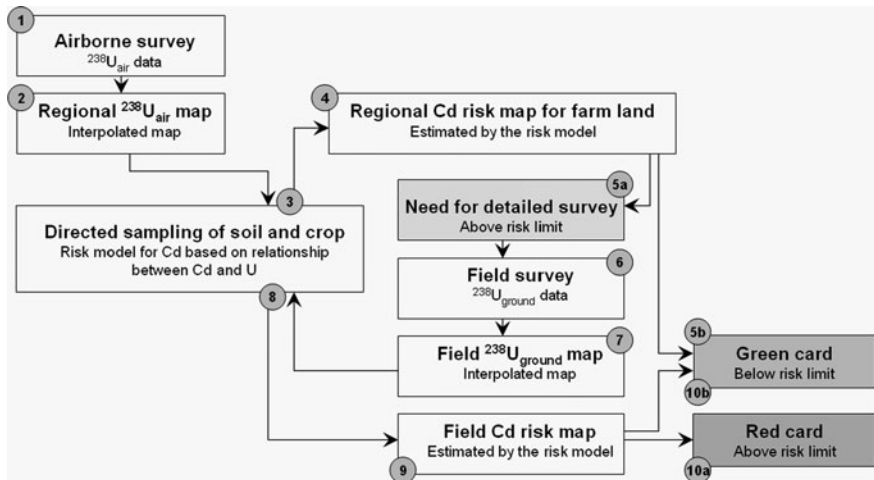 1
Airborne survey
²³⁸U_air data
2
Regional ²³⁸U_air map
Interpolated map
3
Directed sampling of soil and crop
Risk model for Cd based on relationship
between Cd and U
8
4
Regional Cd risk map for farm land
Estimated by the risk model
5a
Need for detailed survey
Above risk limit
6
Field survey
²³⁸U_ground data
7
Field ²³⁸U_ground map
Interpolated map
Field Cd risk map
Estimated by the risk model
9
5b
Green card
Below risk limit
10b
Red card
Above risk limit
10a